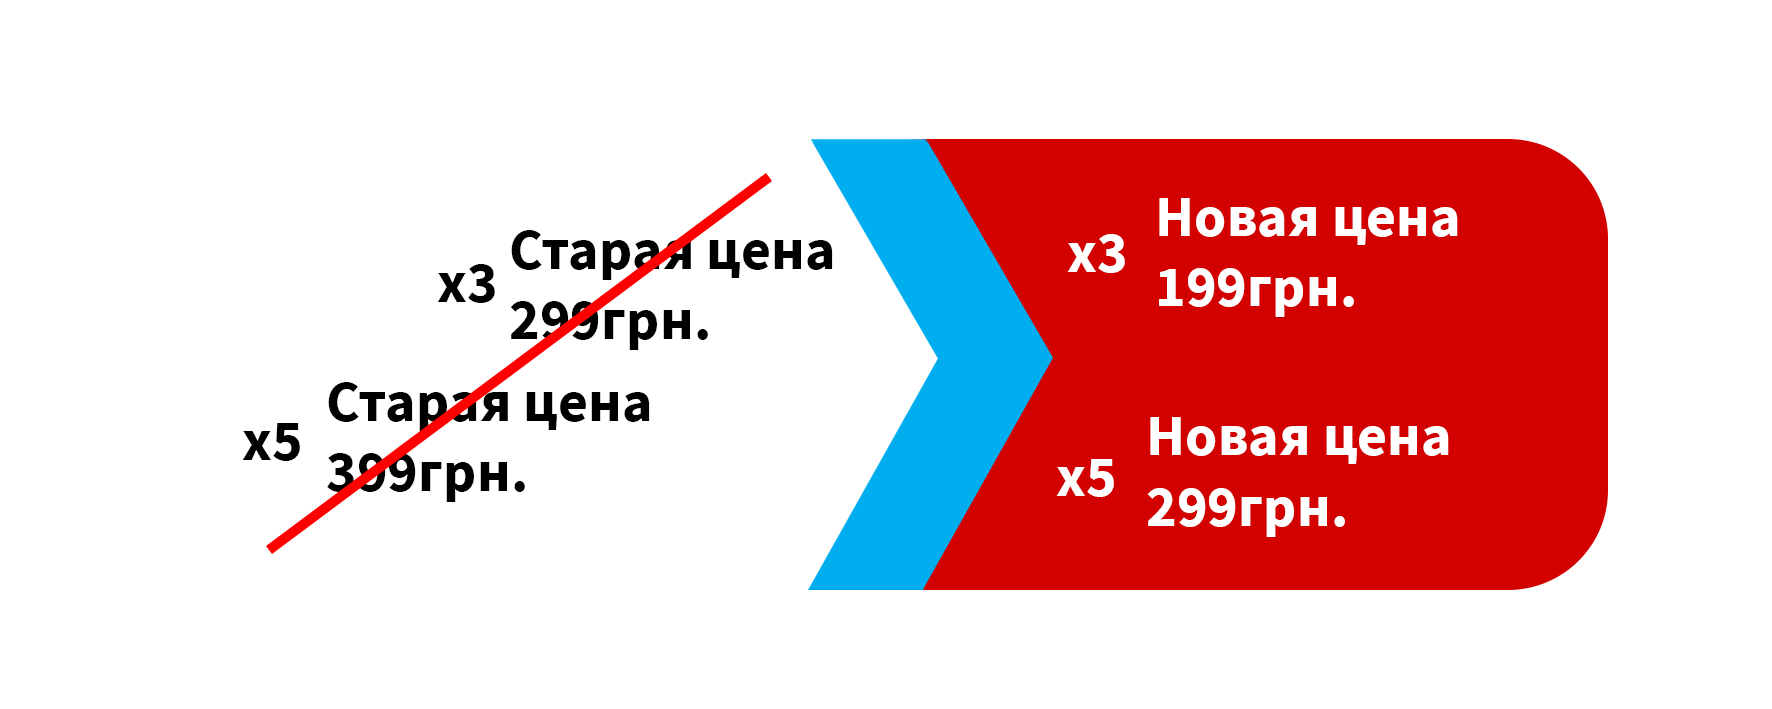 x3
Старая цена
299грн.
x5
Старая цена
399грн.
x3
Новая цена
199грн.
x5
Новая цена
299грн.